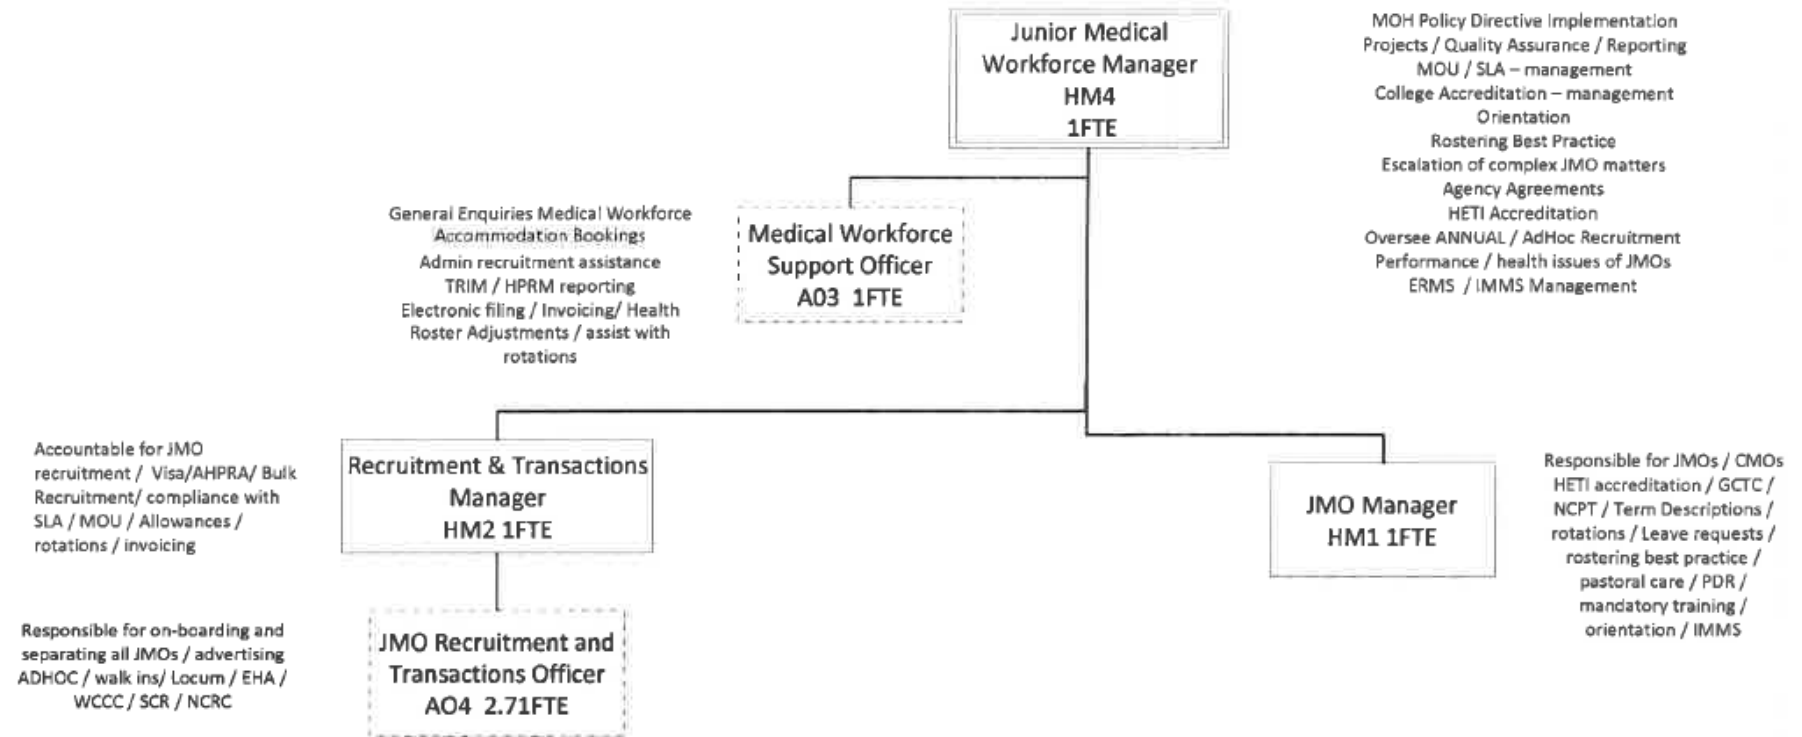 Junior Medical
Workforce Manager
HM4
1FTE
MOH Policy Directive Implementation
Projects / Quality Assurance / Reporting
MOU / SLA – management
College Accreditation – management
Orientation
Rostering Best Practice
Escalation of complex JMO matters
Agency Agreements
HETI Accreditation
Oversee ANNUAL / AdHoc Recruitment
Performance / health issues of JMOs
ERMS / IMMS Management
General Enquiries Medical Workforce
Accommodation Bookings
Admin recruitment assistance
TRIM / HPRM reporting
Electronic filing / Invoicing/ Health
Roster Adjustments / assist with
rotations
Medical Workforce
Support Officer
A03 1FTE
Accountable for JMO
recruitment / Visa/AHPRA/ Bulk
Recruitment/ compliance with
SLA / MOU / Allowances /
rotations / invoicing
Recruitment & Transactions
Manager
HM2 1FTE
JMO Manager
HM1 1FTE
Responsible for JMOs / CMOs
HETI accreditation / GCTC /
NCPT / Term Descriptions /
rotations / Leave requests /
rostering best practice /
pastoral care / PDR /
mandatory training /
orientation / IMMS
Responsible for on-boarding and
separating all JMOs / advertising
ADHOC / walk ins/ Locum / EHA /
WCCC / SCR / NCRC
JMO Recruitment and
Transactions Officer
AO4 2.71FTE